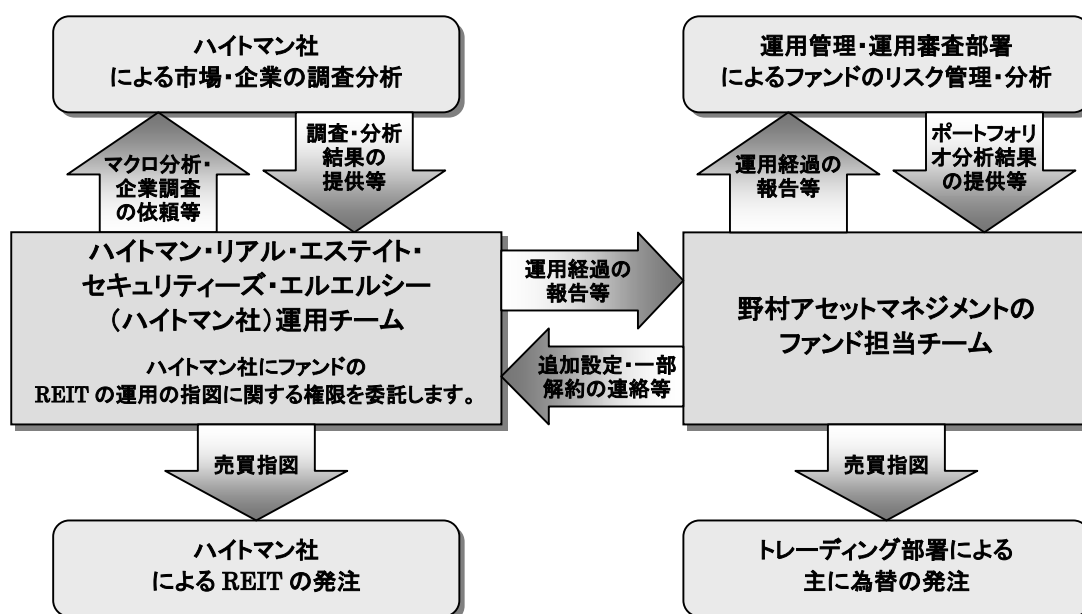 ハイトマン社
による市場・企業の調査分析
運用管理・運用審査部署
によるファンドのリスク管理・分析
マクロ分析・
企業調査
の依頼等
調査・分析
結果の
提供等
運用経過の
報告等
ポートフォリ
オ分析結果
の提供等
ハイトマン・リアル・エステイト・
セキュリティーズ・エルエルシー
（ハイトマン社）運用チーム
ハイトマン社にファンドの
REIT の運用の指図に関する権限を委託します。
運用経過の
報告等
追加設定・一部
解約の連絡等
野村アセットマネジメントの
ファンド担当チーム
売買指図
売買指図
ハイトマン社
による REIT の発注
トレーディング部署による
主に為替の発注